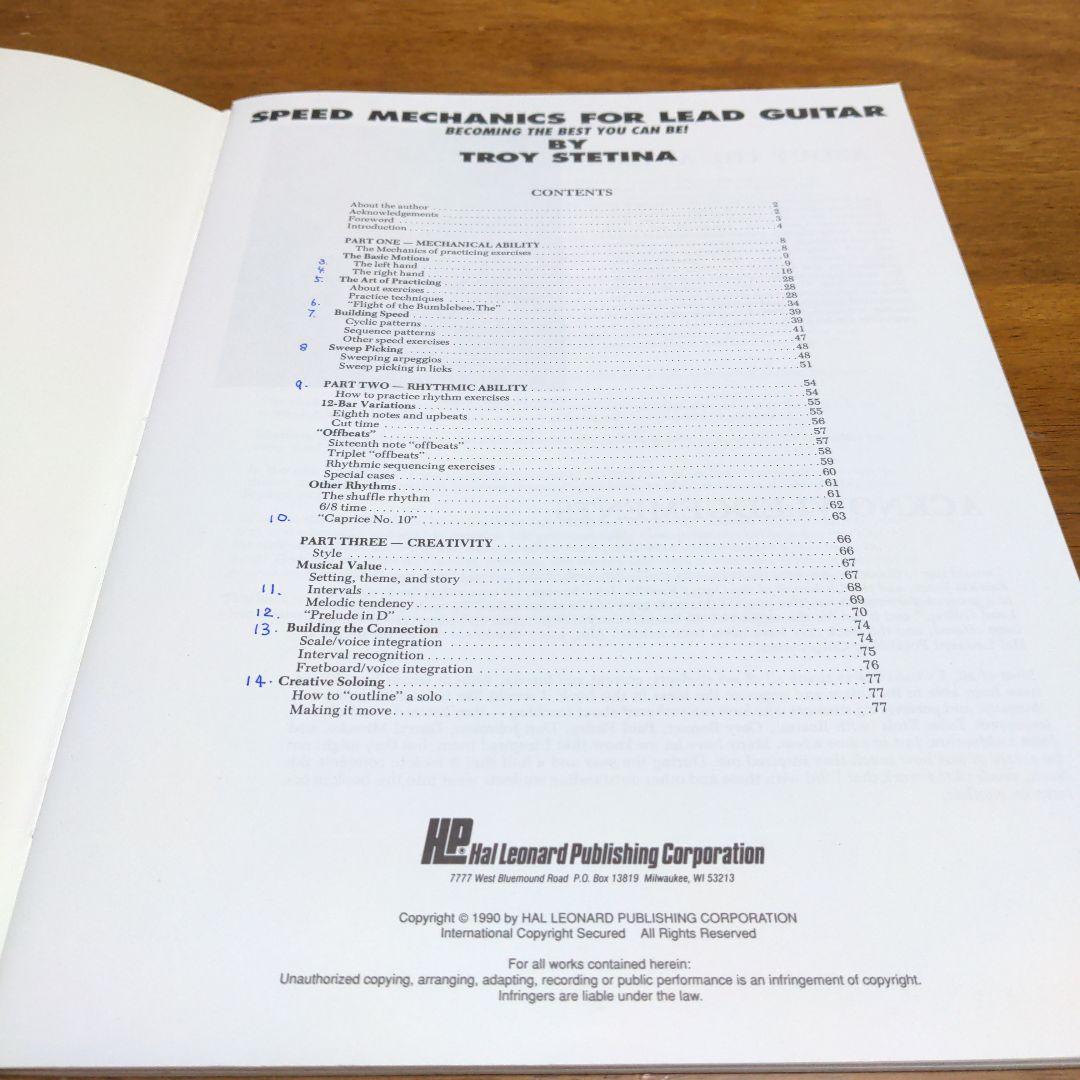 SPEED MECHANICS FOR LEAD GUITAR
BECOMING THE BEST YOU CAN BE!
BY
TROY STETINA
CONTENTS
About the author 2
Acknowledgements 2
Foreword 3
Introduction 4
PART ONE — MECHANICAL ABILITY 8
The Mechanics of practicing exercises 8
The Basic Motions 9
3. The left hand 9
4. The right hand 16
5. The Art of Practicing 28
About exercises 28
Practice techniques 28
6. "Flight of the Bumblebee, The" 34
7. Building Speed 39
Cyclic patterns 39
Sequence patterns 41
Other speed exercises 47
8 Sweep Picking 48
Sweeping arpeggios 48
Sweep picking in licks 51
9. PART TWO — RHYTHMIC ABILITY 54
How to practice rhythm exercises 54
12-Bar Variations 55
Eighth notes and upbeats 55
Cut time 56
"Offbeats" 57
Sixteenth note "offbeats" 57
Triplet "offbeats" 58
Rhythmic sequencing exercises 59
Special cases 60
Other Rhythms 61
The shuffle rhythm 61
6/8 time 62
10. "Caprice No. 10" 63
PART THREE — CREATIVITY 66
Style 66
Musical Value 67
Setting, theme, and story 67
11. Intervals 68
Melodic tendency 69
12. "Prelude in D" 70
13. Building the Connection 74
Scale/voice integration 74
Interval recognition 75
Fretboard/voice integration 76
14. Creative Soloing 77
How to "outline" a solo 77
Making it move 77
HL® Hal Leonard Publishing Corporation
7777 West Bluemound Road P.O. Box 13819 Milwaukee, WI 53213
Copyright © 1990 by HAL LEONARD PUBLISHING CORPORATION
International Copyright Secured All Rights Reserved
For all works contained herein:
Unauthorized copying, arranging, adapting, recording or public performance is an infringement of copyright.
Infringers are liable under the law.